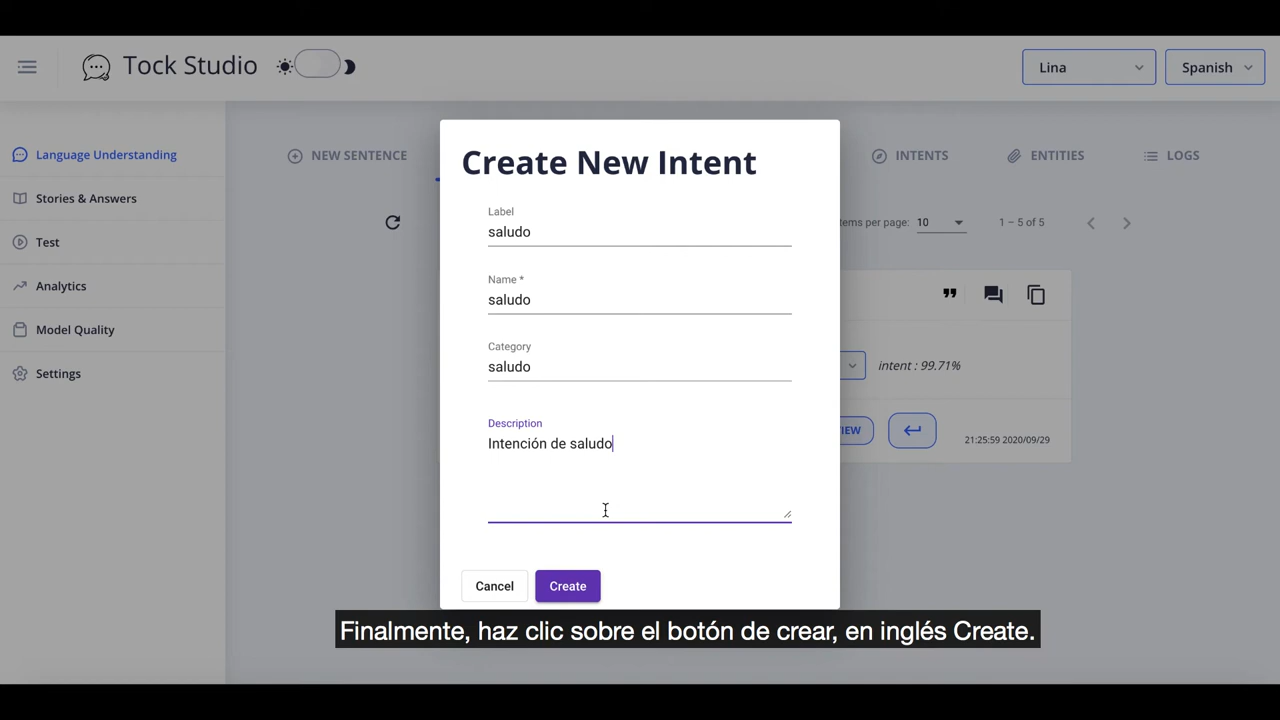 Tock Studio
Lina
Spanish
Language Understanding
Stories & Answers
Test
Analytics
Model Quality
Settings
NEW SENTENCE
INTENTS
ENTITIES
LOGS
tems per page: 10
1 – 5 of 5
intent : 99.71%
IEW
21:25:59 2020/09/29
Create New Intent
Label
saludo
Name *
saludo
Category
saludo
Description
Intención de saludo
Cancel
Create
Finalmente, haz clic sobre el botón de crear, en inglés Create.